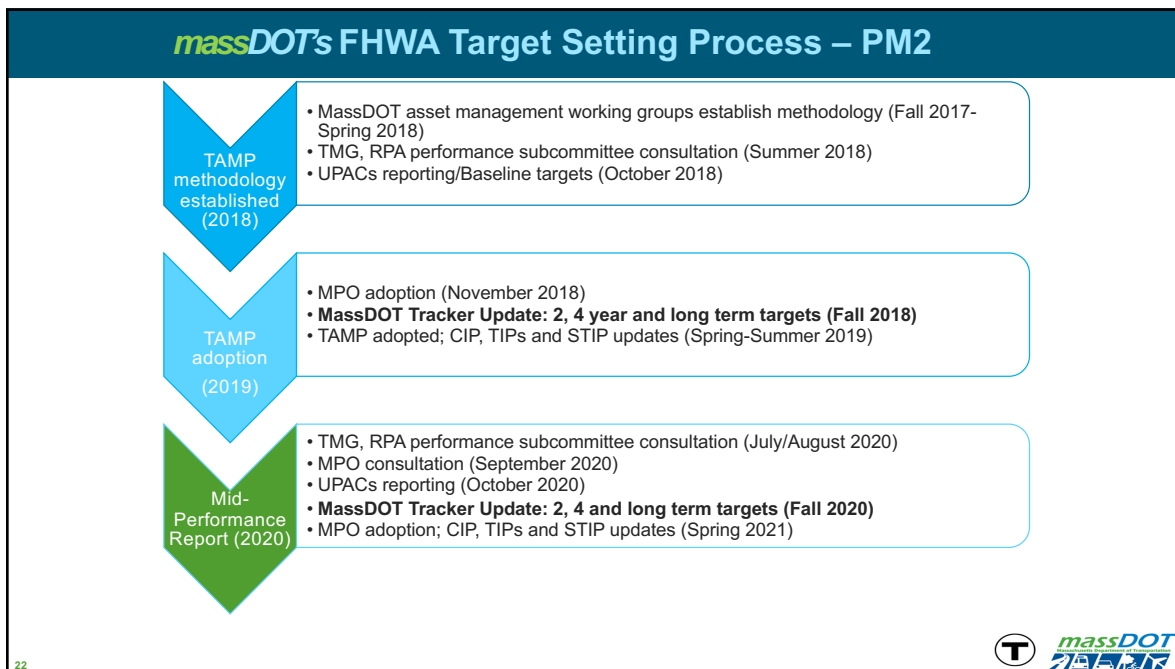 massDOT's FHWA Target Setting Process – PM2
TAMP
methodology
established
(2018)
• MassDOT asset management working groups establish methodology (Fall 2017-
Spring 2018)
• TMG, RPA performance subcommittee consultation (Summer 2018)
• UPACs reporting/Baseline targets (October 2018)
TAMP
adoption
(2019)
• MPO adoption (November 2018)
• MassDOT Tracker Update: 2, 4 year and long term targets (Fall 2018)
• TAMP adopted; CIP, TIPs and STIP updates (Spring-Summer 2019)
Mid-
Performance
Report (2020)
• TMG, RPA performance subcommittee consultation (July/August 2020)
• MPO consultation (September 2020)
• UPACs reporting (October 2020)
• MassDOT Tracker Update: 2, 4 and long term targets (Fall 2020)
• MPO adoption; CIP, TIPs and STIP updates (Spring 2021)
22
T
massDOT
Massachusetts Department of Transportation